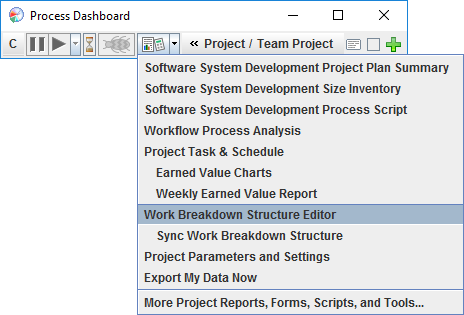 Process Dashboard
C
« Project / Team Project
Software System Development Project Plan Summary
Software System Development Size Inventory
Software System Development Process Script
Workflow Process Analysis
Project Task & Schedule
Earned Value Charts
Weekly Earned Value Report
Work Breakdown Structure Editor
Sync Work Breakdown Structure
Project Parameters and Settings
Export My Data Now
More Project Reports, Forms, Scripts, and Tools...